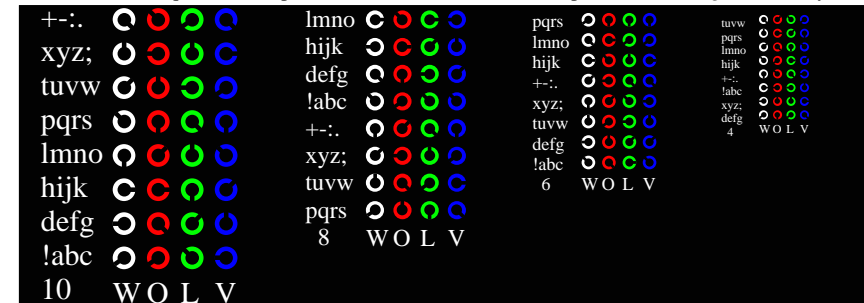 +-:.
xyz;
tuvw
pqrs
lmno
hijk
defg
!abc
10 W O L V
lmno
hijk
defg
!abc
+-:.
xyz;
tuvw
pqrs
8 W O L V
pqrs
lmno
hijk
+-:.
xyz;
tuvw
defg
!abc
6 W O L V
tuvw
pqrs
lmno
hijk
+-:.
!abc
xyz;
defg
4 W O L V